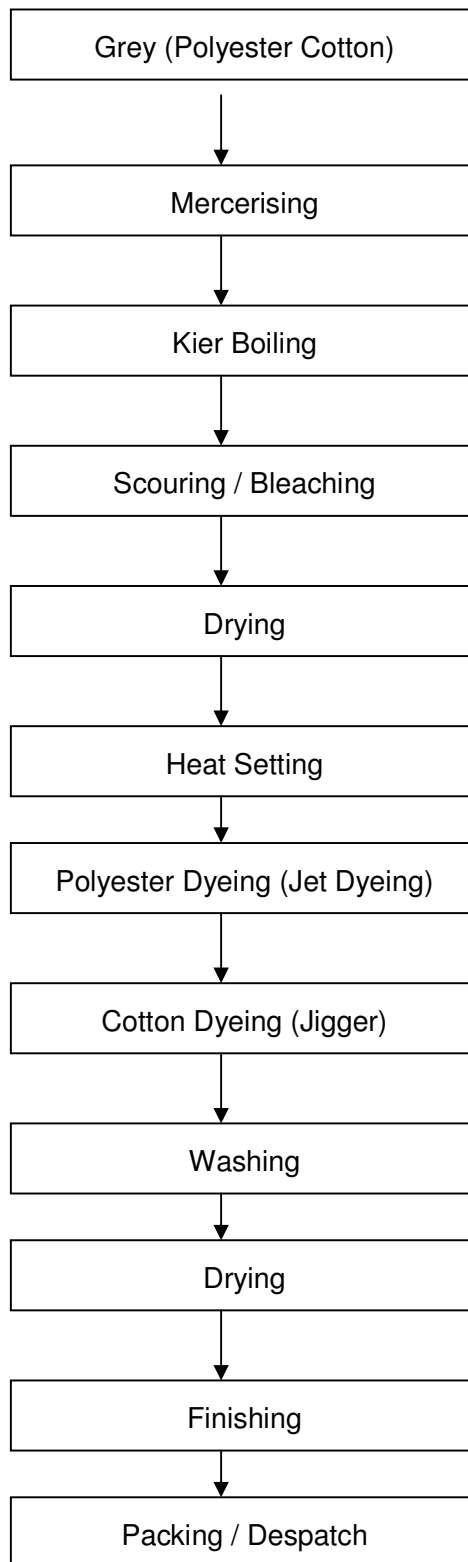 Grey (Polyester Cotton)
Mercerising
Kier Boiling
Scouring / Bleaching
Drying
Heat Setting
Polyester Dyeing (Jet Dyeing)
Cotton Dyeing (Jigger)
Washing
Drying
Finishing
Packing / Despatch